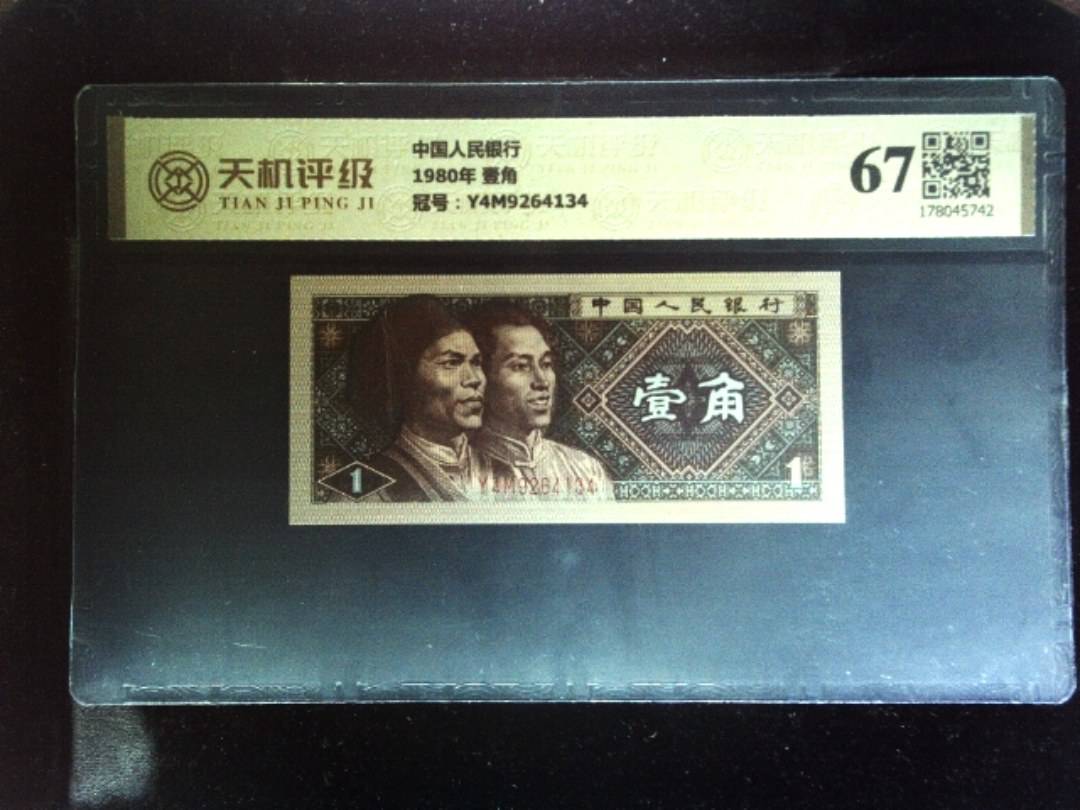 天机评级
TIAN JI PING JI
中国人民银行
1980年 壹角
冠号：Y4M9264134
67
178045742
中国人民银行
壹角
1
Y4M9264134
1